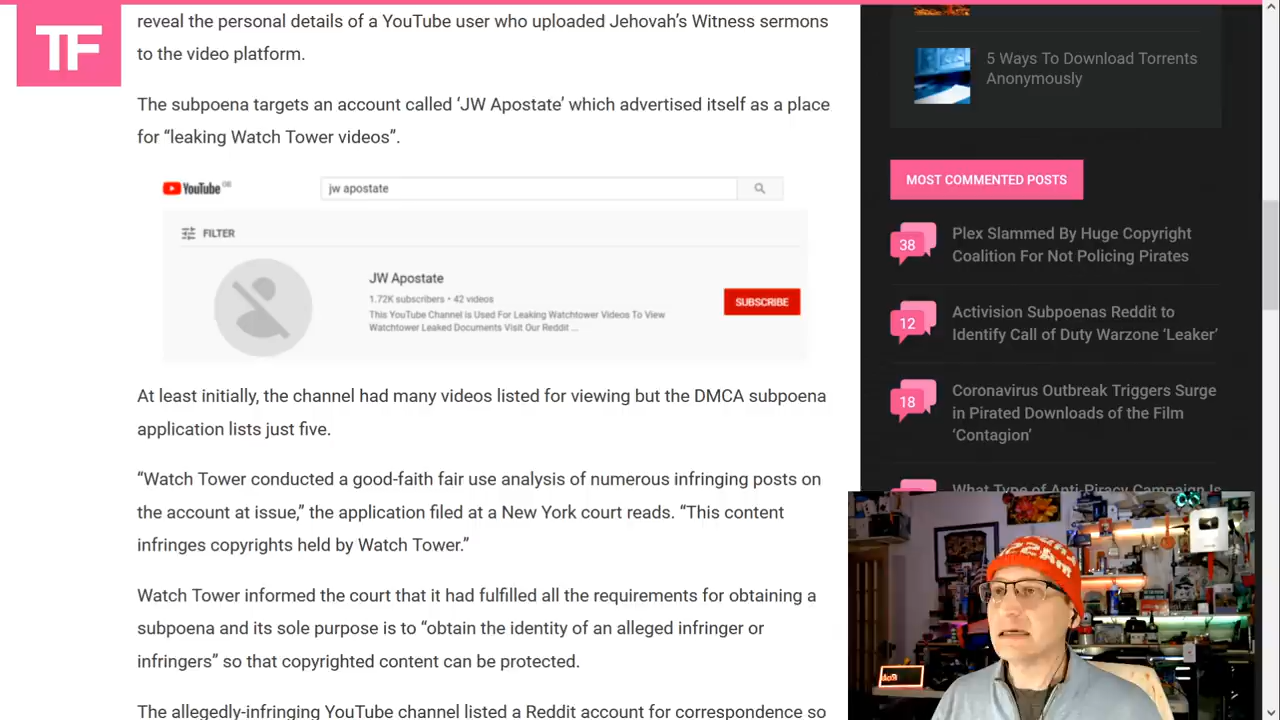 TF
reveal the personal details of a YouTube user who uploaded Jehovah's Witness sermons
to the video platform.
The subpoena targets an account called ‘JW Apostate’ which advertised itself as a place
for “leaking Watch Tower videos”.
YouTube GB
jw apostate
FILTER
JW Apostate
1.72K subscribers • 42 videos
This YouTube Channel is Used For Leaking Watchtower Videos To View
Watchtower Leaked Documents Visit Our Reddit ...
SUBSCRIBE
At least initially, the channel had many videos listed for viewing but the DMCA subpoena
application lists just five.
“Watch Tower conducted a good-faith fair use analysis of numerous infringing posts on
the account at issue,” the application filed at a New York court reads. “This content
infringes copyrights held by Watch Tower.”
Watch Tower informed the court that it had fulfilled all the requirements for obtaining a
subpoena and its sole purpose is to “obtain the identity of an alleged infringer or
infringers” so that copyrighted content can be protected.
The allegedly-infringing YouTube channel listed a Reddit account for correspondence so
5 Ways To Download Torrents
Anonymously
MOST COMMENTED POSTS
38
Plex Slammed By Huge Copyright
Coalition For Not Policing Pirates
12
Activision Subpoenas Reddit to
Identify Call of Duty Warzone ‘Leaker’
18
Coronavirus Outbreak Triggers Surge
in Pirated Downloads of the Film
‘Contagion’
What Type of Anti-Piracy Campaign Is